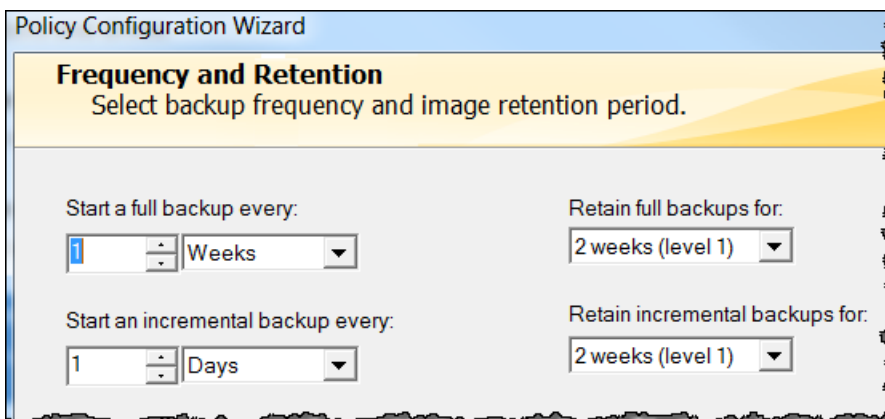 Policy Configuration Wizard
Frequency and Retention
Select backup frequency and image retention period.
Start a full backup every:
1 Weeks
Retain full backups for:
2 weeks (level 1)
Start an incremental backup every:
1 Days
Retain incremental backups for:
2 weeks (level 1)